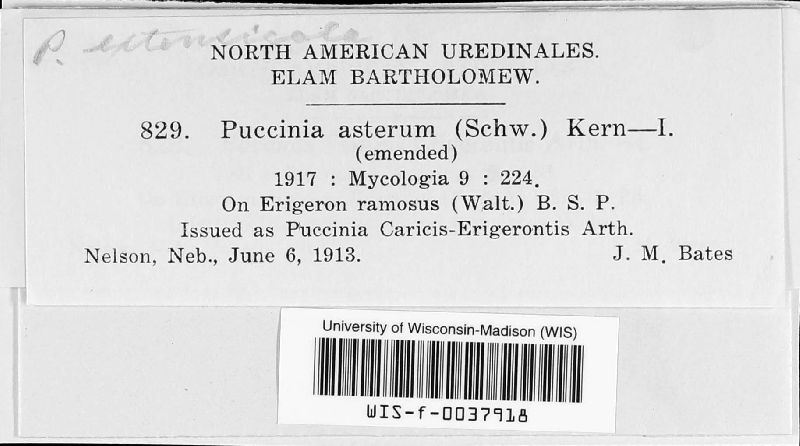 P. extensicola
NORTH AMERICAN UREDINALES.
ELAM BARTHOLOMEW.
829. Puccinia asterum (Schw.) Kern—I.
(emended)
1917 : Mycologia 9 : 224.
On Erigeron ramosus (Walt.) B. S. P.
Issued as Puccinia Caricis-Erigerontis Arth.
Nelson, Neb., June 6, 1913. J. M. Bates
University of Wisconsin-Madison (WIS)
WIS-f-0037918